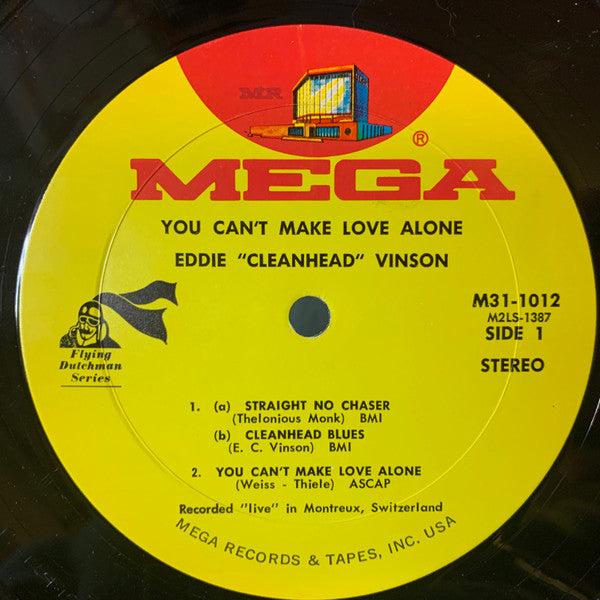 MR
®
MEGA
YOU CAN'T MAKE LOVE ALONE
EDDIE "CLEANHEAD" VINSON
M31-1012
M2LS-1387
SIDE 1
STEREO
Flying
Dutchman
Series
1. (a) STRAIGHT NO CHASER
(Thelonious Monk) BMI
(b) CLEANHEAD BLUES
(E. C. Vinson) BMI
2. YOU CAN'T MAKE LOVE ALONE
(Weiss - Thiele) ASCAP
Recorded "live" in Montreux, Switzerland
MEGA RECORDS & TAPES, INC. USA